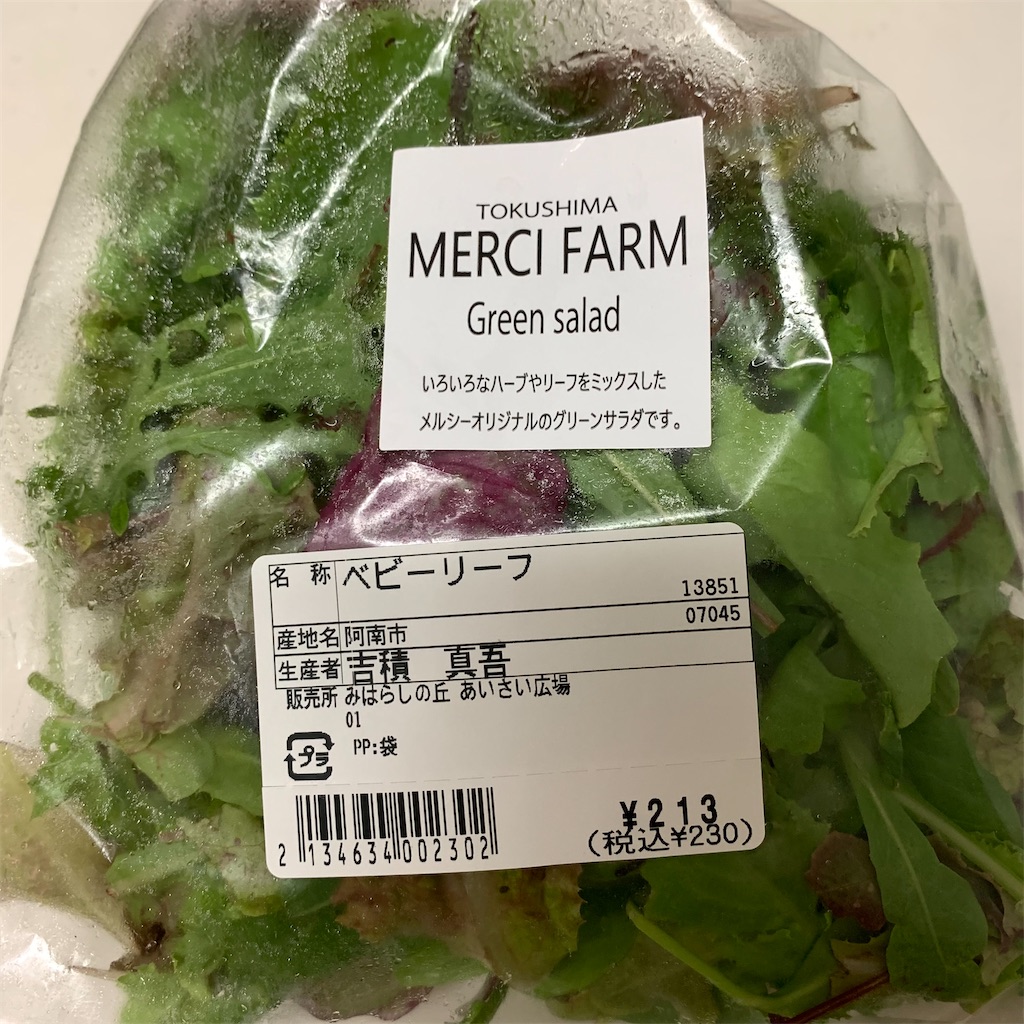 TOKUSHIMA
MERCI FARM
Green salad
いろいろなハーブやリーフをミックスした
メルシーオリジナルのグリーンサラダです。
名 称 ベビーリーフ
13851
07045
産地名 阿南市
生産者 吉積 真吾
販売所 みはらしの丘 あいさい広場
01
プラ PP:袋
¥213
(税込¥230)
2 134634 002302